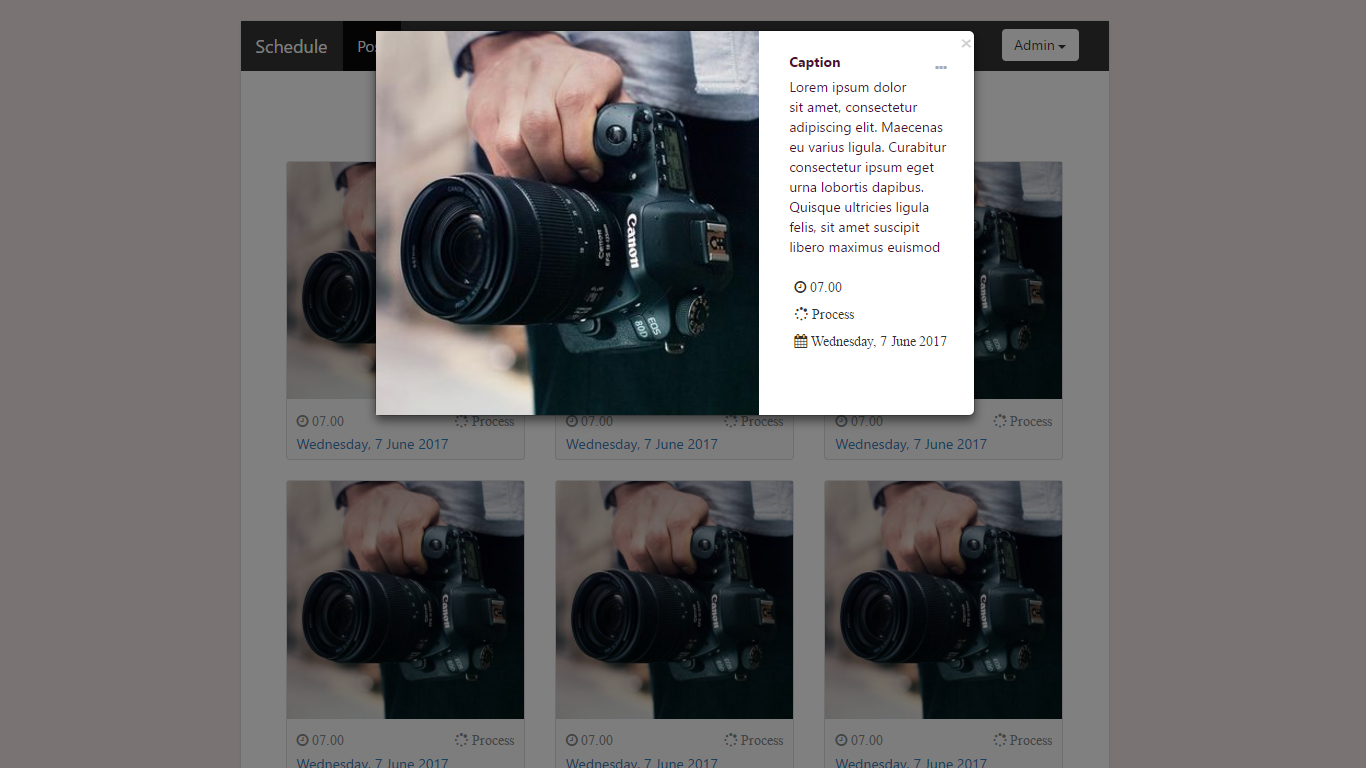 Schedule
Pos
Admin
×
Caption
Lorem ipsum dolor
sit amet, consectetur
adipiscing elit. Maecenas
eu varius ligula. Curabitur
consectetur ipsum eget
urna lobortis dapibus.
Quisque ultricies ligula
felis, sit amet suscipit
libero maximus euismod
07.00
Process
Wednesday, 7 June 2017
Canon
EOS
80D
07.00 Process
Wednesday, 7 June 2017
07.00 Process
Wednesday, 7 June 2017
07.00 Process
Wednesday, 7 June 2017
07.00 Process
Wednesday, 7 June 2017
07.00 Process
Wednesday, 7 June 2017
07.00 Process
Wednesday, 7 June 2017